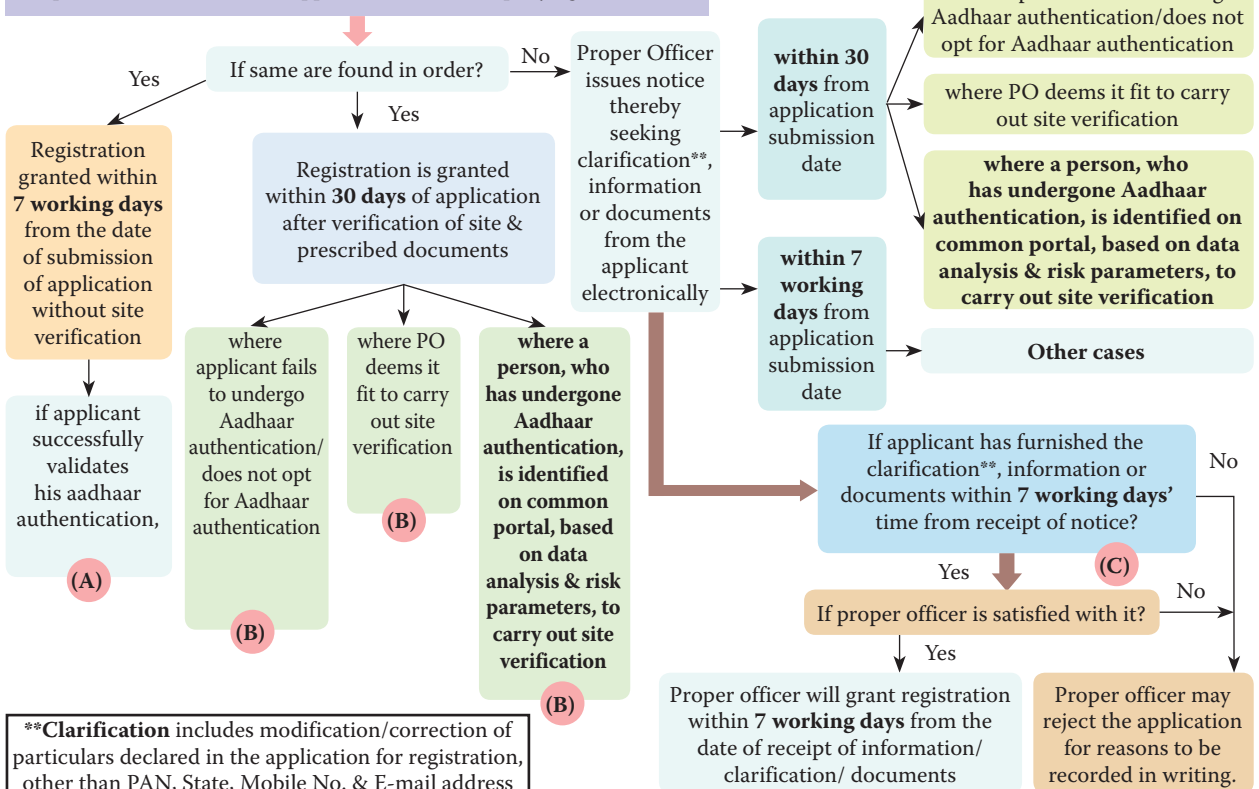 If same are found in order?
Yes
No
Yes
Registration
granted within
7 working days
from the date
of submission
of application
without site
verification
if applicant
successfully
validates
his aadhaar
authentication,
(A)
Registration is granted
within 30 days of application
after verification of site &
prescribed documents
where
applicant fails
to undergo
Aadhaar
authentication/
does not opt
for Aadhaar
authentication
(B)
where PO
deems it
fit to carry
out site
verification
(B)
where a
person, who
has undergone
Aadhaar
authentication,
is identified
on common
portal, based
on data
analysis & risk
parameters, to
carry out site
verification
(B)
Proper Officer
issues notice
thereby
seeking
clarification**,
information
or documents
from the
applicant
electronically
within 30
days from
application
submission
date
Aadhaar authentication/does not
opt for Aadhaar authentication
where PO deems it fit to carry
out site verification
where a person, who
has undergone Aadhaar
authentication, is identified on
common portal, based on data
analysis & risk parameters, to
carry out site verification
within 7
working
days from
application
submission
date
Other cases
If applicant has furnished the
clarification**, information or
documents within 7 working days'
time from receipt of notice?
(C)
No
Yes
If proper officer is satisfied with it?
No
Yes
Proper officer will grant registration
within 7 working days from the
date of receipt of information/
clarification/ documents
Proper officer may
reject the application
for reasons to be
recorded in writing.
**Clarification includes modification/correction of
particulars declared in the application for registration,
other than PAN, State, Mobile No. & E-mail address